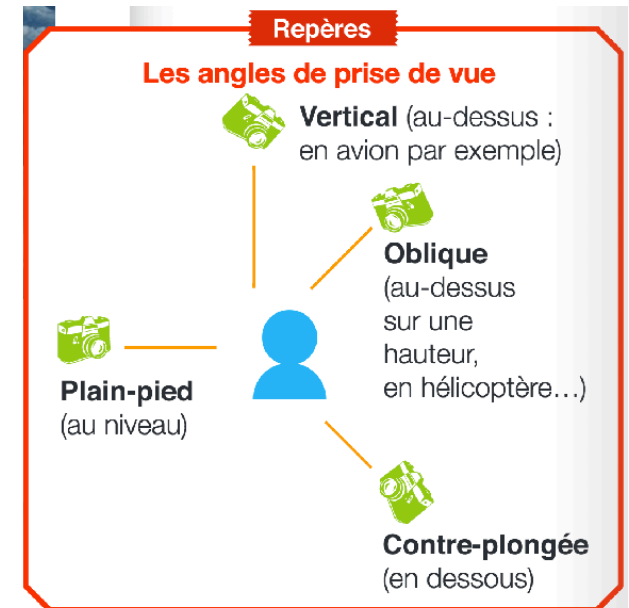 Repères
Les angles de prise de vue
Vertical (au-dessus :
en avion par exemple)
Oblique
(au-dessus
sur une
hauteur,
en hélicoptère…)
Plain-pied
(au niveau)
Contre-plongée
(en dessous)